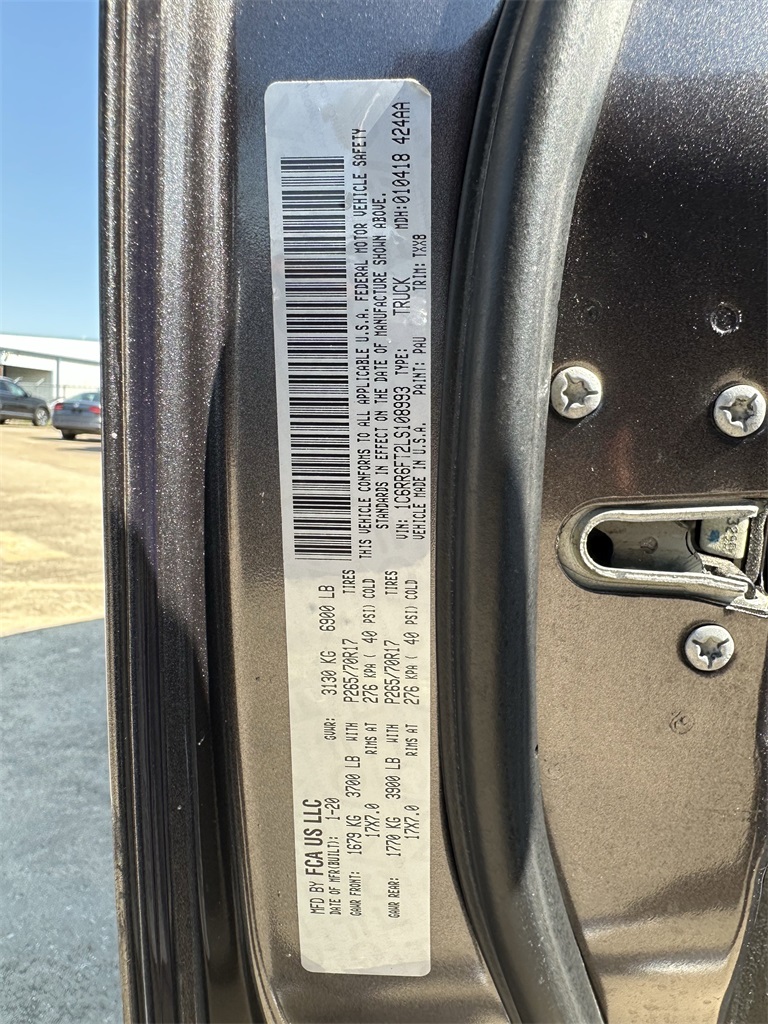 MFD BY FCA US LLC
DATE OF MFR(BUILT): 1-20 GVWR: 3130 KG 6900 LB
GAWR FRONT: 1679 KG 3700 LB WITH P265/70R17 TIRES
17X7.0 RIMS AT 276 KPA ( 40 PSI) COLD
GAWR REAR: 1770 KG 3900 LB WITH P265/70R17 TIRES
17X7.0 RIMS AT 276 KPA ( 40 PSI) COLD
THIS VEHICLE CONFORMS TO ALL APPLICABLE U.S.A. FEDERAL MOTOR VEHICLE SAFETY
STANDARDS IN EFFECT ON THE DATE OF MANUFACTURE SHOWN ABOVE.
VIN: 1C6RR6FT2LS108993 TYPE: TRUCK MDH:010418 424AA
VEHICLE MADE IN U.S.A. PAINT: PAU TRIM: TXX8